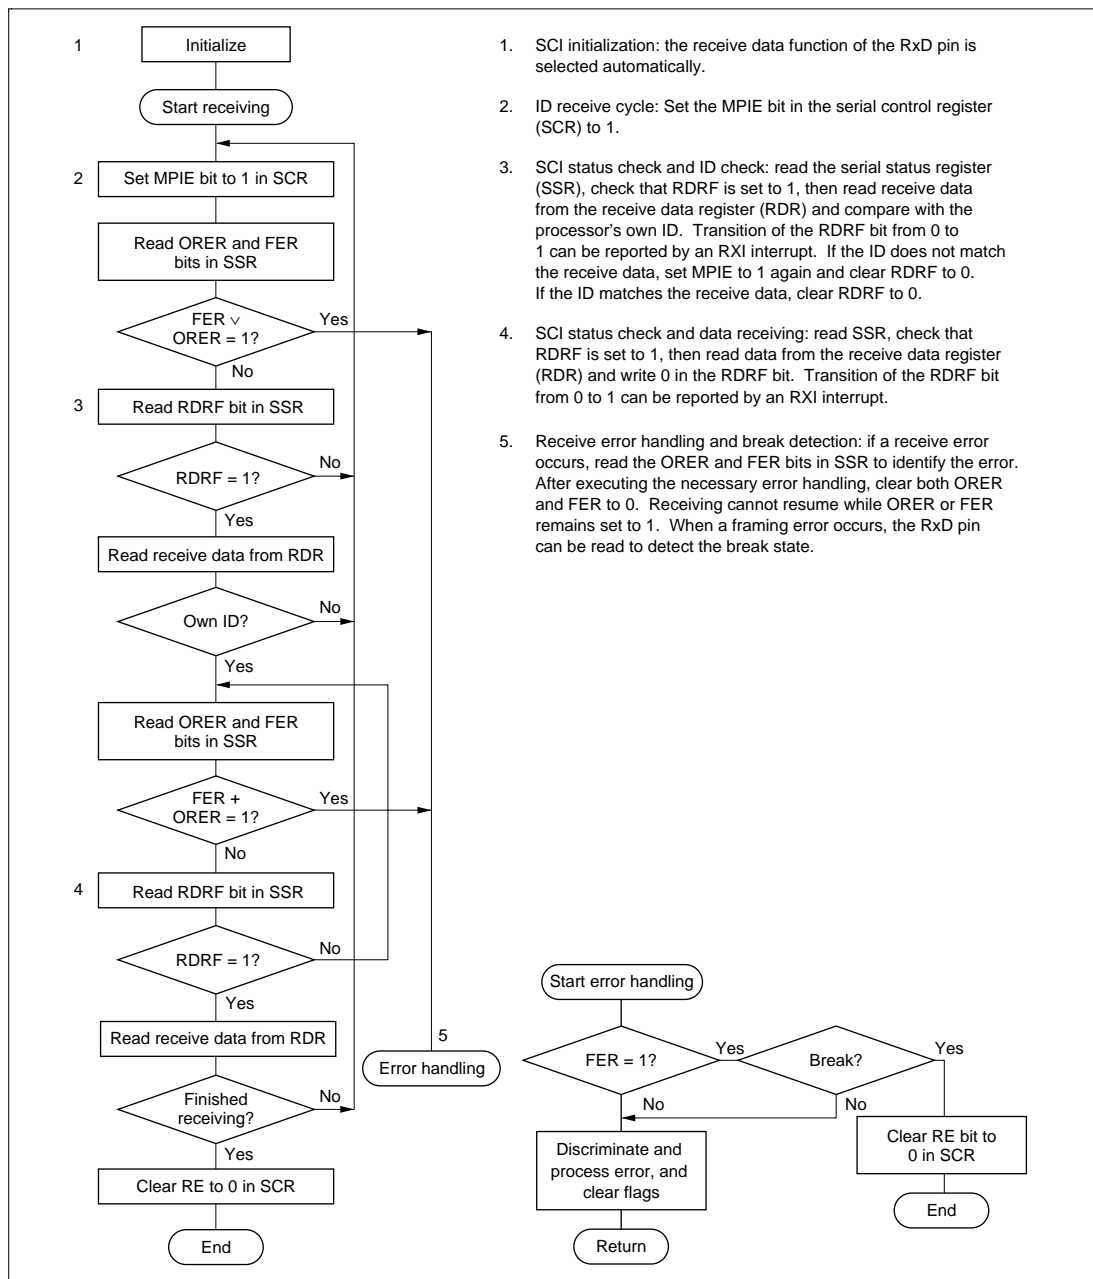 1
Initialize
Start receiving
2
Set MPIE bit to 1 in SCR
Read ORER and FER
bits in SSR
FER ∨
ORER = 1?
Yes
No
3
Read RDRF bit in SSR
RDRF = 1?
No
Yes
Read receive data from RDR
Own ID?
No
Yes
Read ORER and FER
bits in SSR
FER +
ORER = 1?
Yes
No
4
Read RDRF bit in SSR
RDRF = 1?
No
Yes
Read receive data from RDR
5
Error handling
Finished
receiving?
No
Yes
Clear RE to 0 in SCR
End
1. SCI initialization: the receive data function of the RxD pin is
selected automatically.
2. ID receive cycle: Set the MPIE bit in the serial control register
(SCR) to 1.
3. SCI status check and ID check: read the serial status register
(SSR), check that RDRF is set to 1, then read receive data
from the receive data register (RDR) and compare with the
processor's own ID. Transition of the RDRF bit from 0 to
1 can be reported by an RXI interrupt. If the ID does not match
the receive data, set MPIE to 1 again and clear RDRF to 0.
If the ID matches the receive data, clear RDRF to 0.
4. SCI status check and data receiving: read SSR, check that
RDRF is set to 1, then read data from the receive data register
(RDR) and write 0 in the RDRF bit. Transition of the RDRF bit
from 0 to 1 can be reported by an RXI interrupt.
5. Receive error handling and break detection: if a receive error
occurs, read the ORER and FER bits in SSR to identify the error.
After executing the necessary error handling, clear both ORER
and FER to 0. Receiving cannot resume while ORER or FER
remains set to 1. When a framing error occurs, the RxD pin
can be read to detect the break state.
Start error handling
FER = 1?
Yes
Break?
Yes
No
No
Discriminate and
process error, and
clear flags
Clear RE bit to
0 in SCR
Return
End